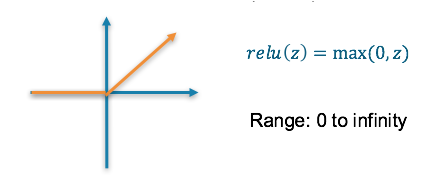 relu(z) = max(0, z)
Range: 0 to infinity